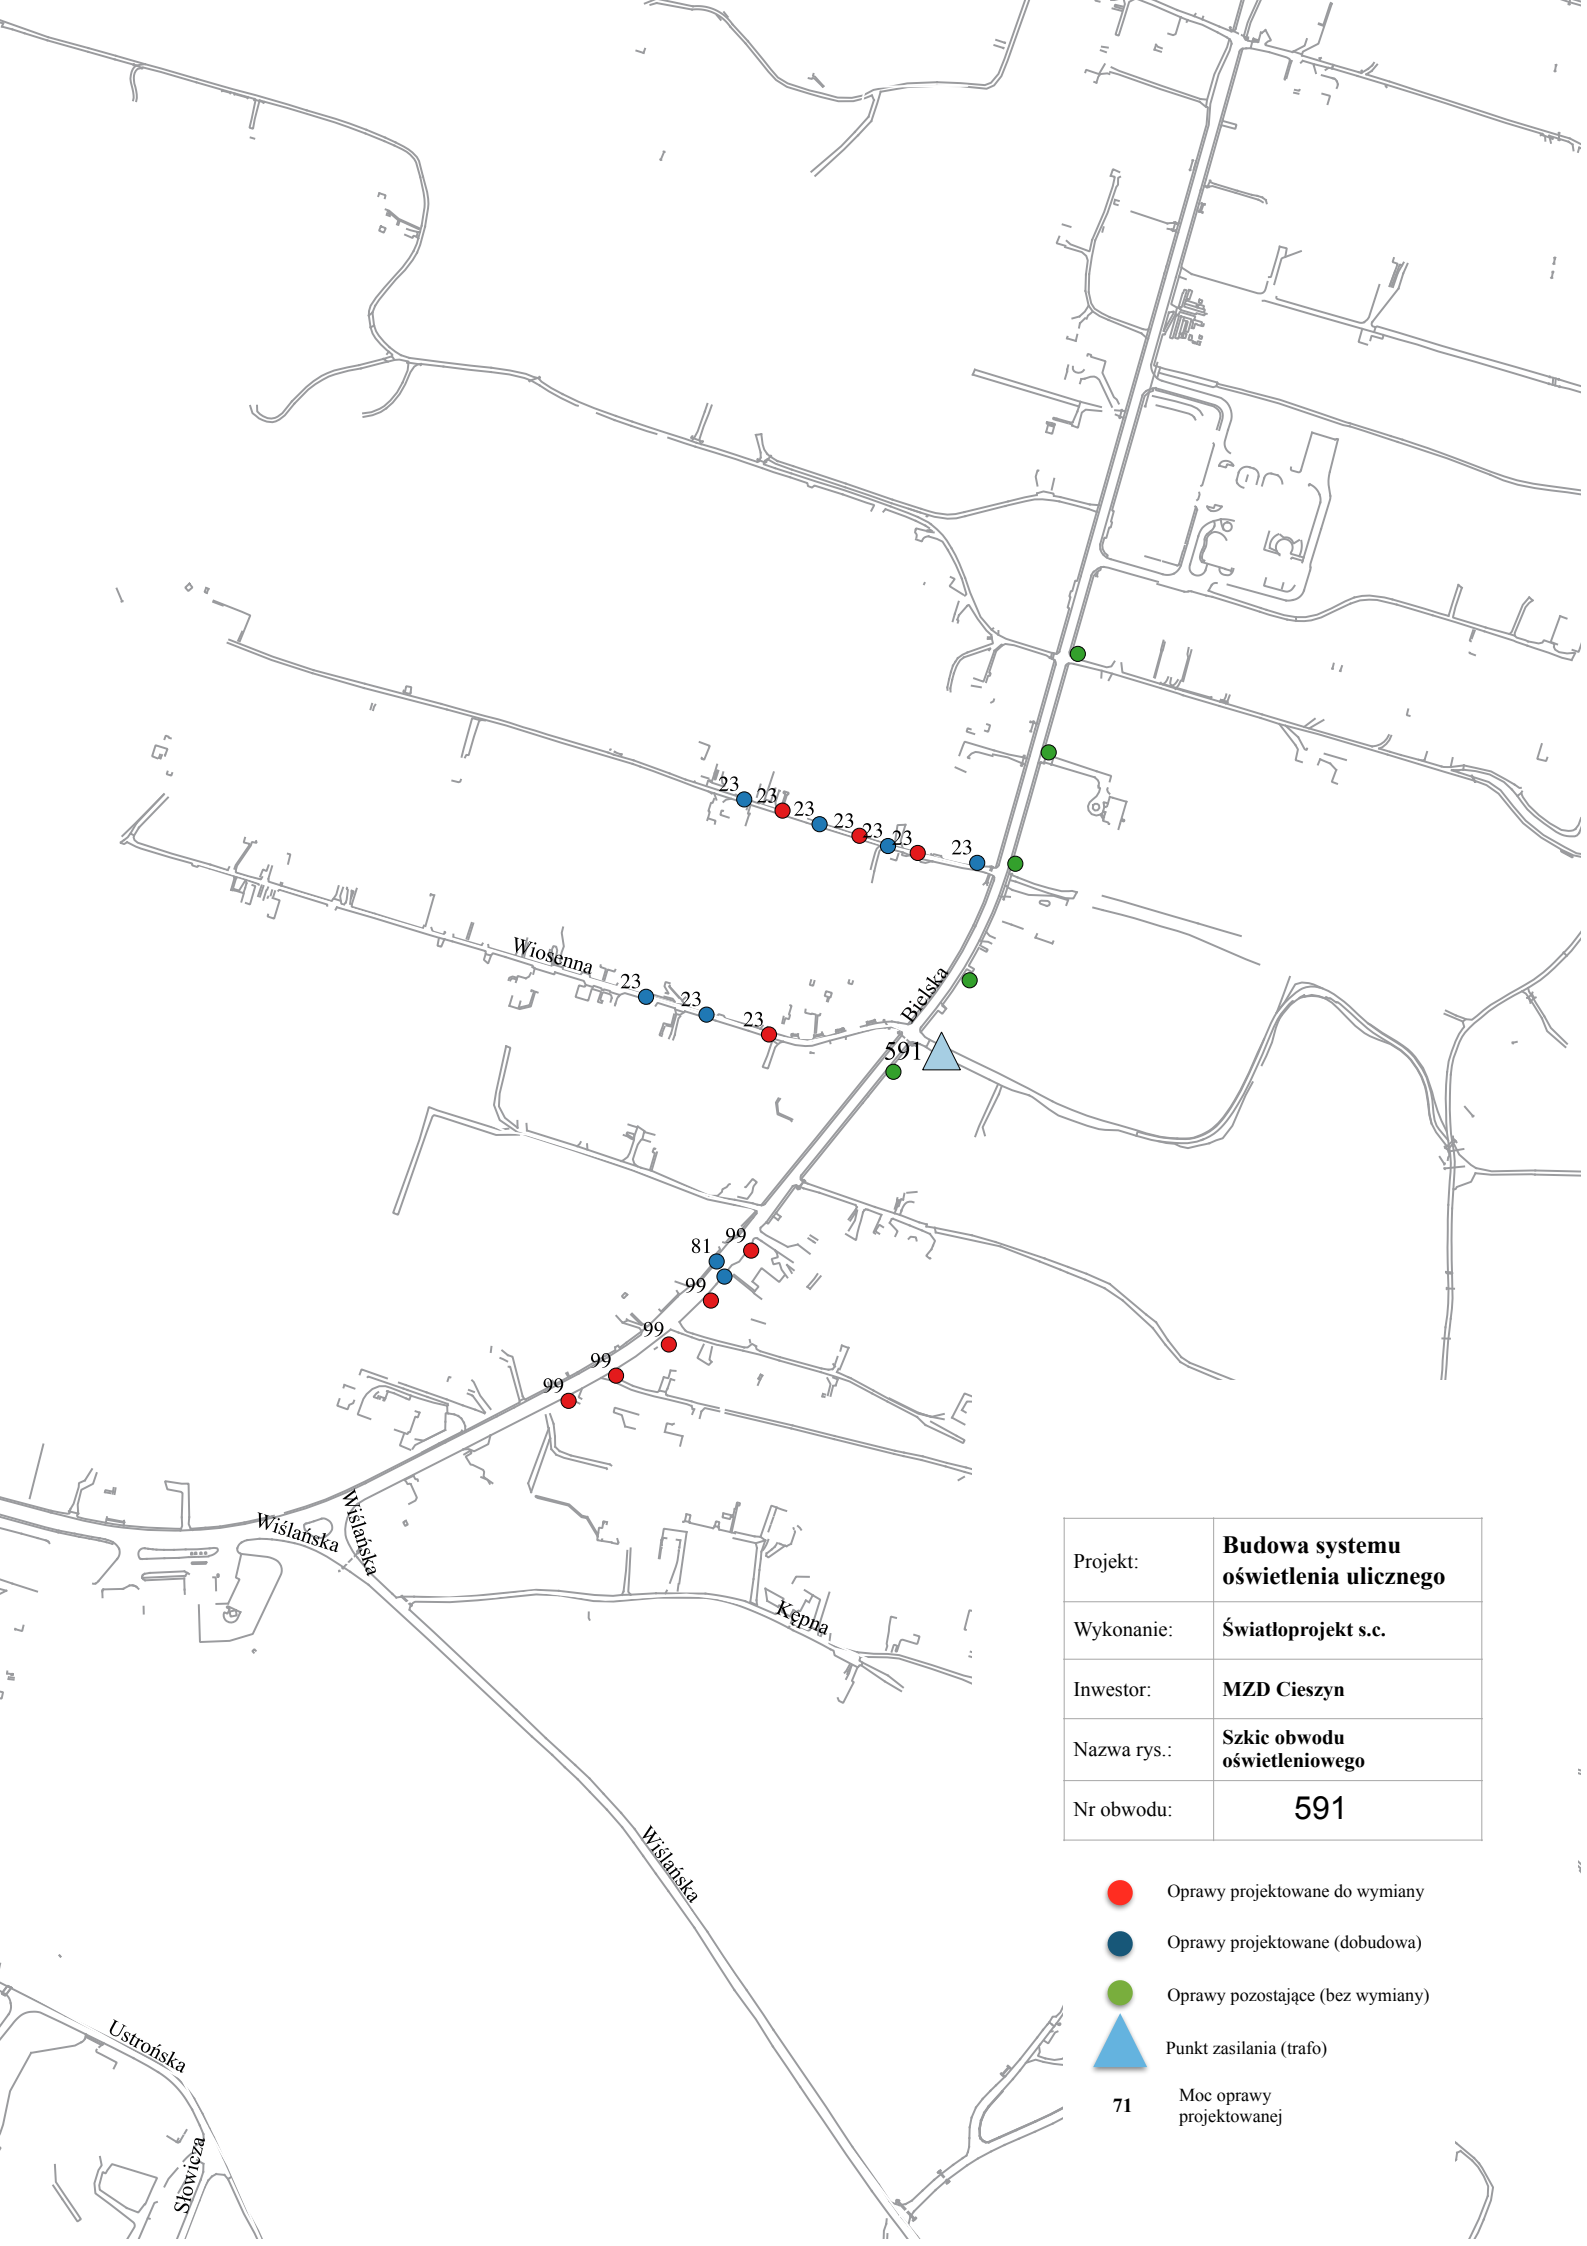 23
23
23
23
23
23
23
Wiosenna
23
23
23
Bielska
591
81
99
99
99
99
99
Wiślańska
Wiślańska
Kępna
Wiślańska
Ustrońska
Słowicza
Projekt:
Budowa systemu
oświetlenia ulicznego
Wykonanie:
Światłoprojekt s.c.
Inwestor:
MZD Cieszyn
Nazwa rys.:
Szkic obwodu
oświetleniowego
Nr obwodu:
591
Oprawy projektowane do wymiany
Oprawy projektowane (dobudowa)
Oprawy pozostające (bez wymiany)
Punkt zasilania (trafo)
71
Moc oprawy
projektowanej